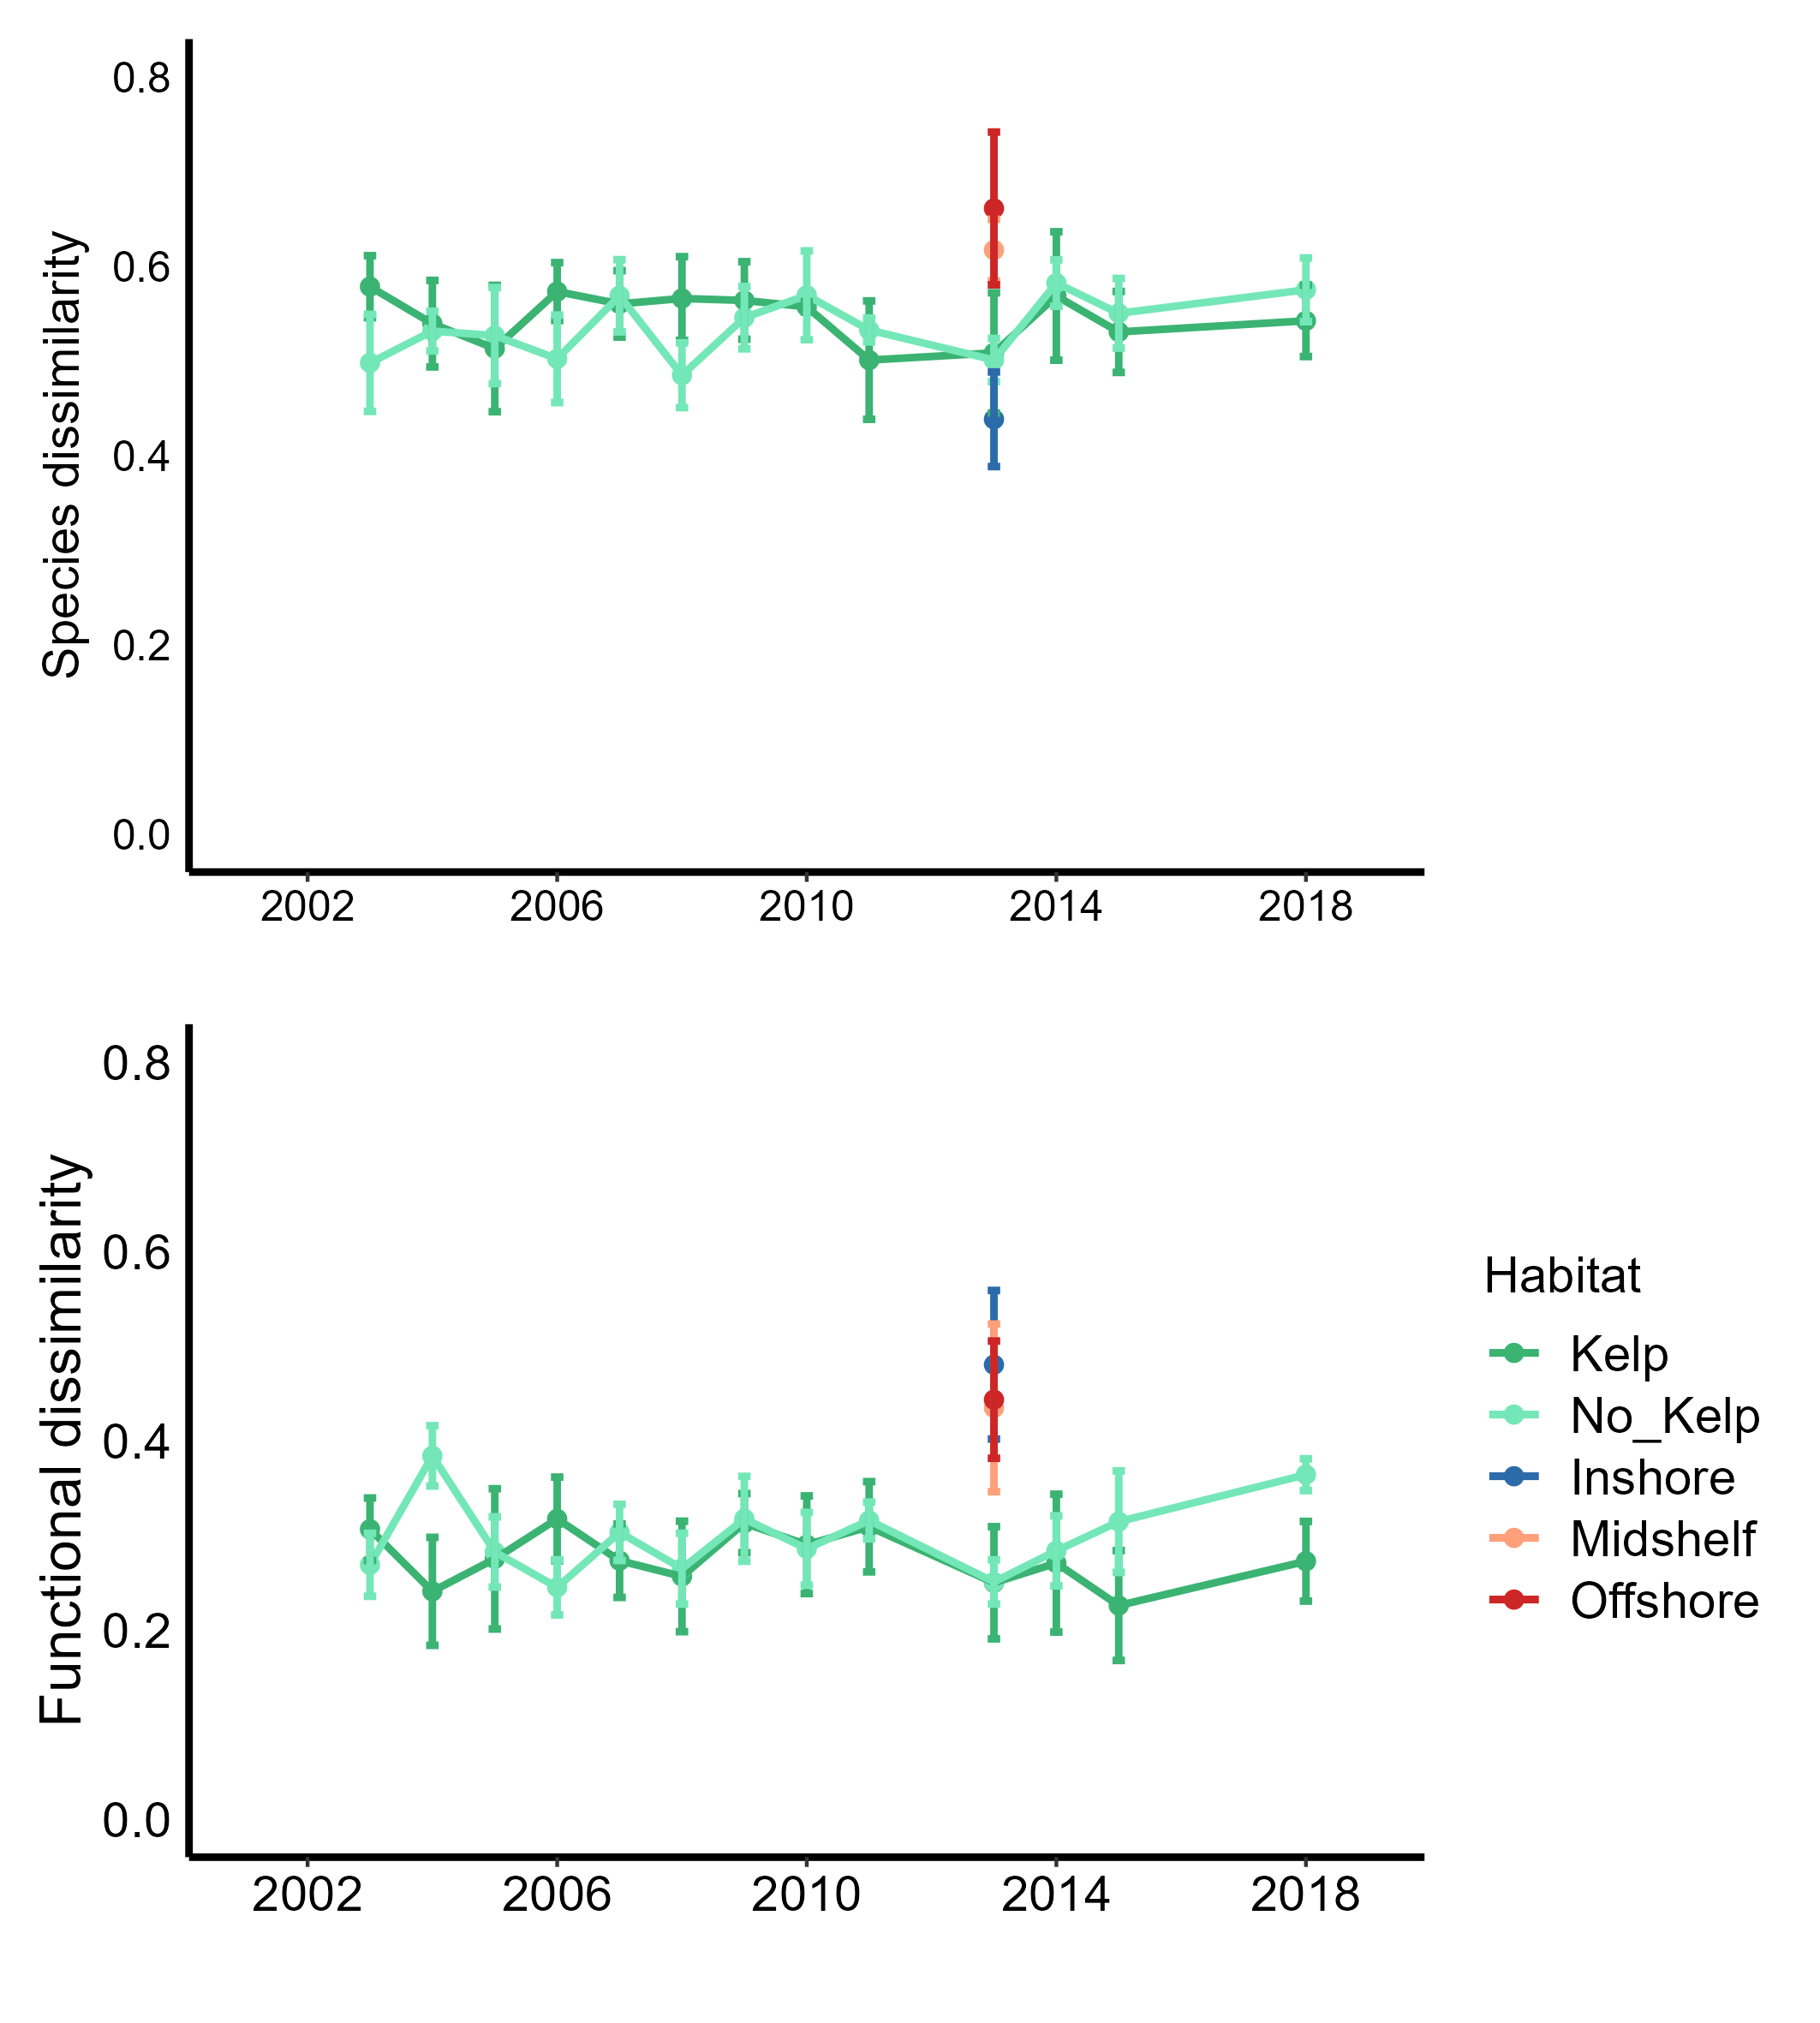 Species dissimilarity
0.8
0.6
0.4
0.2
0.0
2002 2006 2010 2014 2018
Functional dissimilarity
0.8
0.6
0.4
0.2
0.0
2002 2006 2010 2014 2018
Habitat
Kelp
No_Kelp
Inshore
Midshelf
Offshore